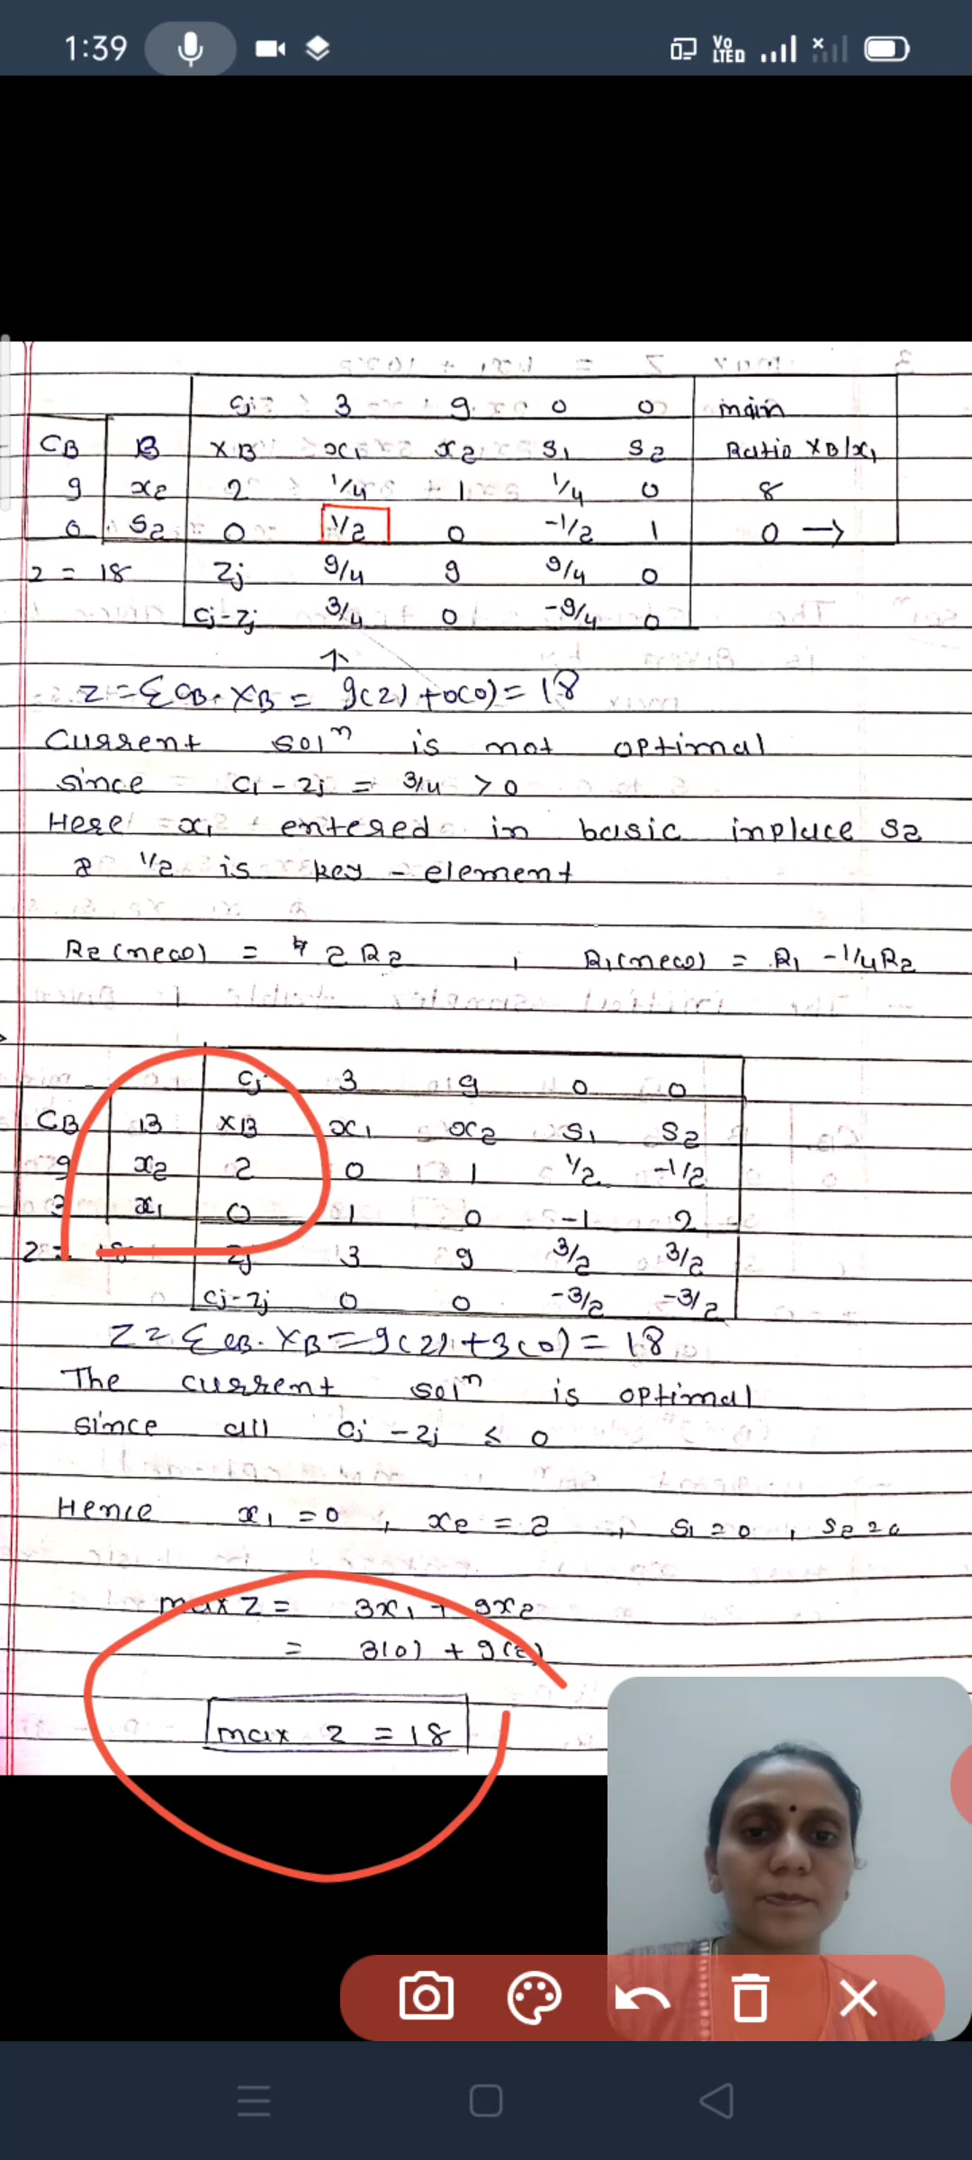 1:39
Vo LTED
Cj 3 9 0 0 main
CB B XB x1 x2 S1 S2 Ratio XB/x1
9 x2 2 1/4 1 1/4 0 8
0 S2 0 1/2 0 -1/2 1 0 →
Z = 18 Zj 9/4 9 9/4 0
Cj-Zj 3/4 0 -9/4 0
↑
Z = ΣCB. XB = 9(2) + 0(0) = 18
Current solⁿ is not optimal
since C1 - Zj = 3/4 > 0
Here x1 entered in basic inplace S2
& 1/2 is key - element
R2(new) = 2 R2 , R1(new) = R1 - 1/4 R2
Cj 3 9 0 0
CB B XB x1 x2 S1 S2
9 x2 2 0 1 1/2 -1/2
3 x1 0 1 0 -1 2
Z = 18 Zj 3 9 3/2 3/2
Cj-Zj 0 0 -3/2 -3/2
Z = ΣCB. XB = 9(2) + 3(0) = 18
The current solⁿ is optimal
since all Cj - Zj ≤ 0
Hence x1 = 0 , x2 = 2 , S1 = 0 , S2 = 0
max Z = 3x1 + 9x2
= 3(0) + 9(2)
max Z = 18